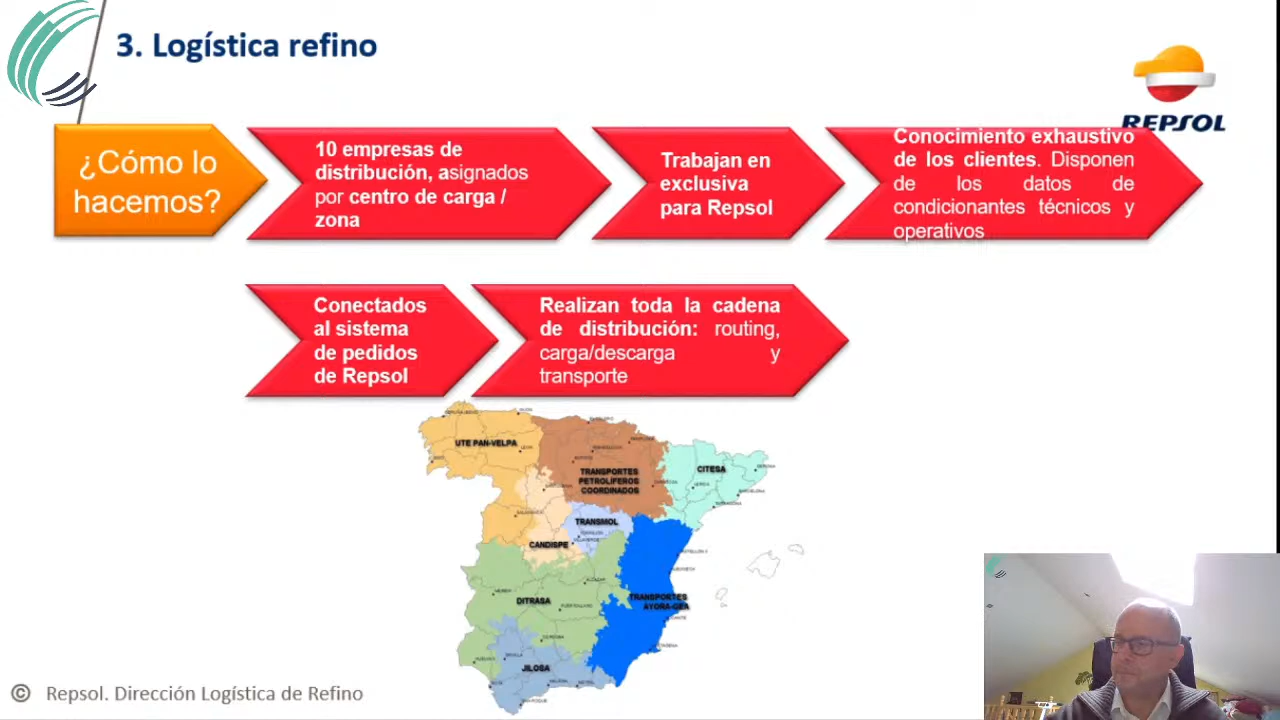 3. Logística refino
REPSOL
¿Cómo lo
hacemos?
10 empresas de
distribución, asignados
por centro de carga /
zona
Trabajan en
exclusiva
para Repsol
Conocimiento exhaustivo
de los clientes. Disponen
de los datos de
condicionantes técnicos y
operativos
Conectados
al sistema
de pedidos
de Repsol
Realizan toda la cadena
de distribución: routing,
carga/descarga y
transporte
UTE PAN-VELPA
TRANSPORTES
PETROLÍFEROS
COORDINADOS
CITESA
TRANSMOL
CANDISPE
DITRASA
TRANSPORTES
AYORA-GEA
JILOSA
© Repsol. Dirección Logística de Refino